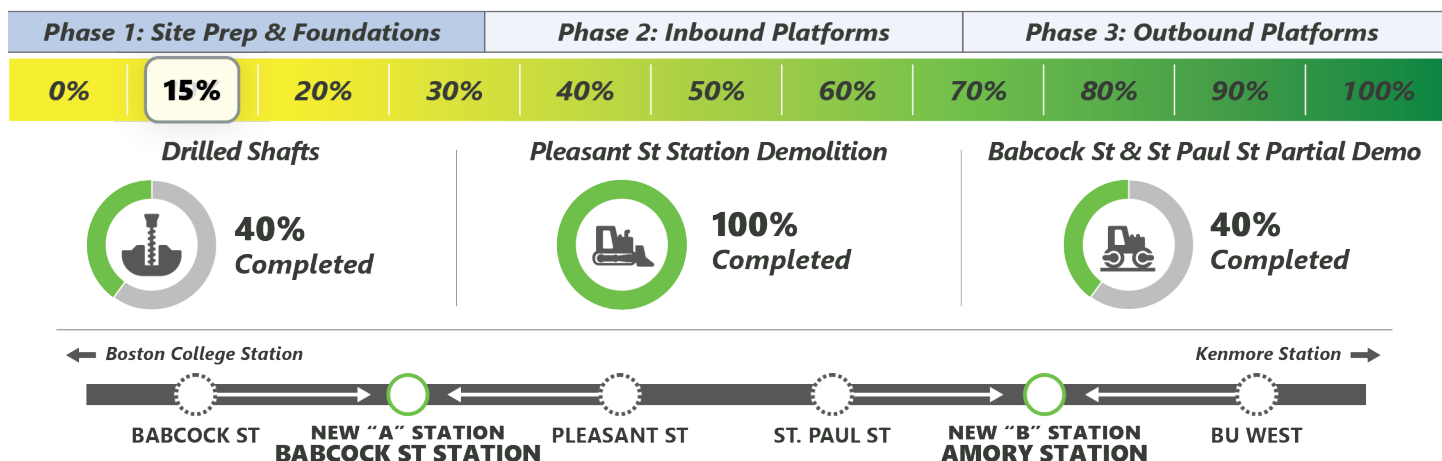 Phase 1: Site Prep & Foundations
Phase 2: Inbound Platforms
Phase 3: Outbound Platforms
0% 15% 20% 30% 40% 50% 60% 70% 80% 90% 100%
Drilled Shafts
40%
Completed
Pleasant St Station Demolition
100%
Completed
Babcock St & St Paul St Partial Demo
40%
Completed
Boston College Station
Kenmore Station
BABCOCK ST
NEW "A" STATION
BABCOCK ST STATION
PLEASANT ST
ST. PAUL ST
NEW "B" STATION
AMORY STATION
BU WEST